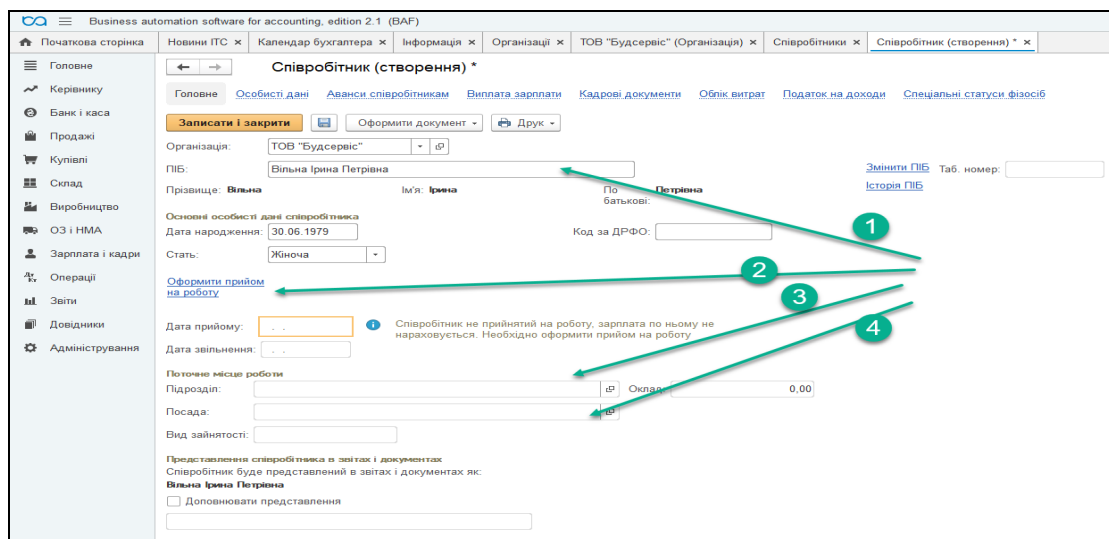 Business automation software for accounting, edition 2.1 (BAF)
Початкова сторінка Новини ІТС × Календар бухгалтера × Інформація × Організації × ТОВ "Будсервіс" (Організація) × Співробітники × Співробітник (створення) * ×
Головне
Керівнику
Банк і каса
Продажі
Купівлі
Склад
Виробництво
ОЗ і НМА
Зарплата і кадри
Операції
Звіти
Довідники
Адміністрування
Співробітник (створення) *
Головне Особисті дані Аванси співробітникам Виплата зарплати Кадрові документи Облік витрат Податок на доходи Спеціальні статуси фізосіб
Записати і закрити Оформити документ Друк
Організація: ТОВ "Будсервіс"
ПІБ: Вільна Ірина Петрівна Змінити ПІБ Таб. номер:
Історія ПІБ
Прізвище: Вільна Ім'я: Ірина По батькові: Петрівна
Основні особисті дані співробітника
Дата народження: 30.06.1979 Код за ДРФО:
Стать: Жіноча
Оформити прийом
на роботу
Дата прийому: . . Співробітник не прийнятий на роботу, зарплата по ньому не
нараховується. Необхідно оформити прийом на роботу
Дата звільнення: . .
Поточне місце роботи
Підрозділ: Оклад: 0,00
Посада:
Вид зайнятості:
Представлення співробітника в звітах і документах
Співробітник буде представлений в звітах і документах як:
Вільна Ірина Петрівна
Доповнювати представлення
1
2
3
4